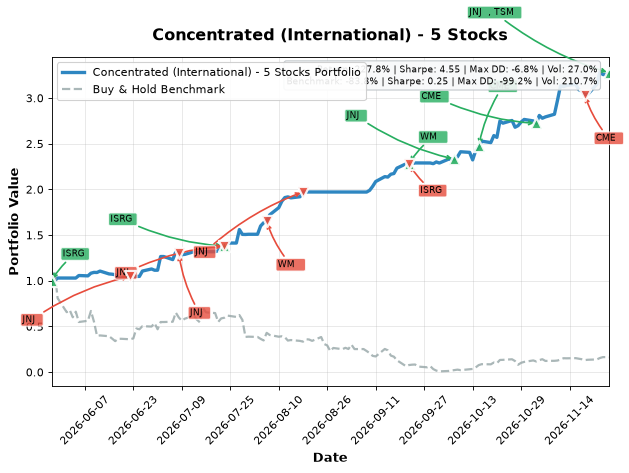 JNJ , TSM
Concentrated (International) - 5 Stocks
Concentrated (International) - 5 Stocks Portfolio
Buy & Hold Benchmark
7.8% | Sharpe: 4.55 | Max DD: -6.8% | Vol: 27.0%
| Sharpe: 0.25 | Max DD: -99.2% | Vol: 210.7%
CME
JNJ
WM
CME
ISRG
ISRG
JNJ
ISRG
WM
JNJ
JNJ
JNJ
Portfolio Value
3.0
2.5
2.0
1.5
1.0
0.5
0.0
2026-06-07
2026-06-23
2026-07-09
2026-07-25
2026-08-10
2026-08-26
2026-09-11
2026-09-27
2026-10-13
2026-10-29
2026-11-14
Date